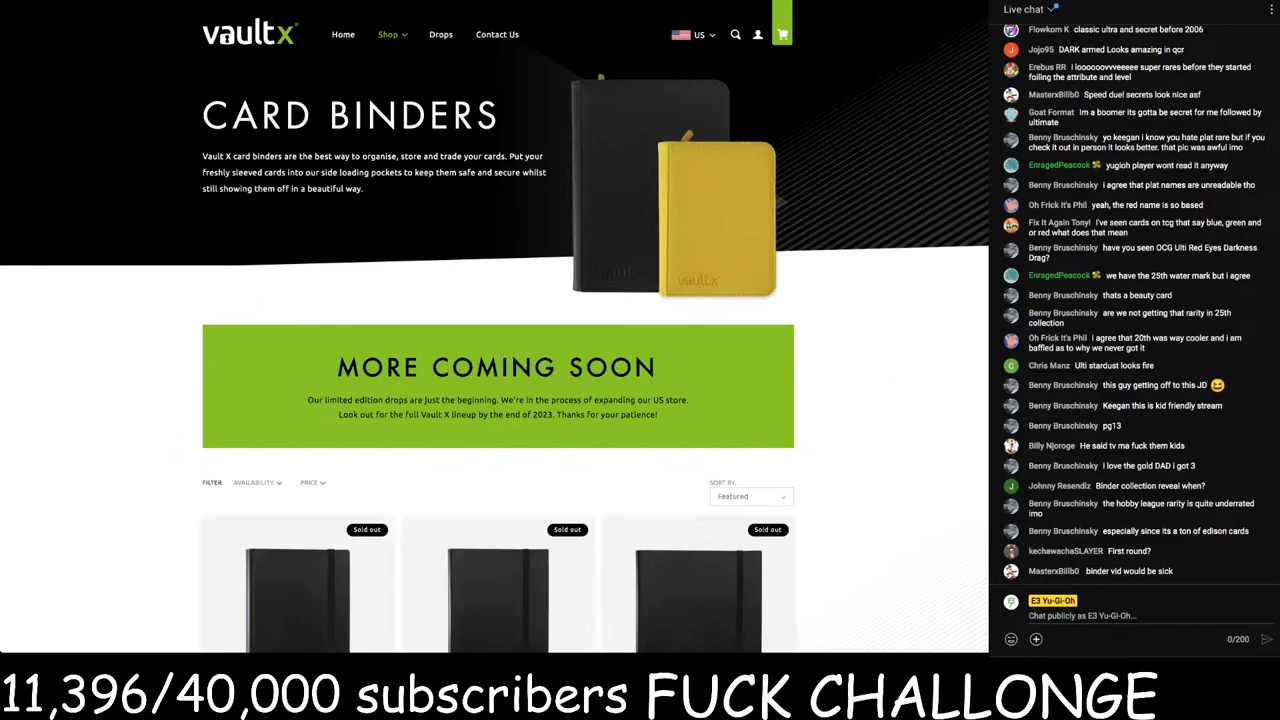 vaultx
Home
Shop
Drops
Contact Us
US
CARD BINDERS
Vault X card binders are the best way to organise, store and trade your cards. Put your
freshly sleeved cards into our side loading pockets to keep them safe and secure whilst
still showing them off in a beautiful way.
vaultx
vaultx
MORE COMING SOON
Our limited edition drops are just the beginning. We're in the process of expanding our US store.
Look out for the full Vault X lineup by the end of 2023. Thanks for your patience!
FILTER:
AVAILABILITY
PRICE
SORT BY:
Featured
Sold out
Sold out
Sold out
Live chat
Flowkom K classic ultra and secret before 2006
J
Jojo95 DARK armed Looks amazing in qcr
Erebus RR i looooovvveeeee super rares before they started
foiling the attribute and level
MasterxBillb0 Speed duel secrets look nice asf
Goat Format Im a boomer its gotta be secret for me followed by
ultimate
Benny Bruschinsky yo keegan i know you hate plat rare but if you
check it out in person it looks better. that pic was awful imo
EnragedPeacock yugioh player wont read it anyway
Benny Bruschinsky i agree that plat names are unreadable tho
Oh Frick It's Phil yeah, the red name is so based
Fix It Again Tony! I've seen cards on tcg that say blue, green and
or red what does that mean
Benny Bruschinsky have you seen OCG Ulti Red Eyes Darkness
Drag?
EnragedPeacock we have the 25th water mark but i agree
Benny Bruschinsky thats a beauty card
Benny Bruschinsky are we not getting that rarity in 25th
collection
Oh Frick It's Phil i agree that 20th was way cooler and i am
baffled as to why we never got it
C
Chris Manz Ulti stardust looks fire
Benny Bruschinsky this guy getting off to this JD
Benny Bruschinsky Keegan this is kid friendly stream
Benny Bruschinsky pg13
Billy Njoroge He said tv ma fuck them kids
Benny Bruschinsky i love the gold DAD i got 3
J
Johnny Resendiz Binder collection reveal when?
Benny Bruschinsky the hobby league rarity is quite underrated
imo
Benny Bruschinsky especially since its a ton of edison cards
kechawachaSLAYER First round?
MasterxBillb0 binder vid would be sick
E3 Yu-Gi-Oh
Chat publicly as E3 Yu-Gi-Oh...
0/200
11,396/40,000 subscribers FUCK CHALLONGE